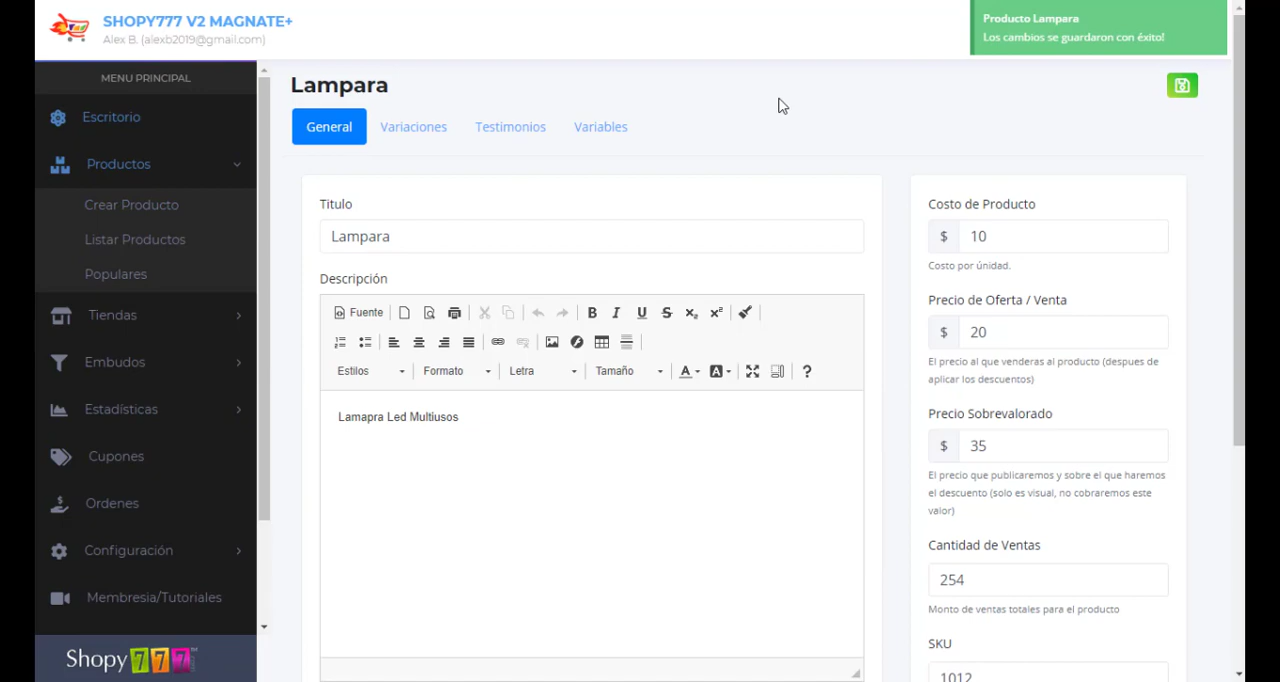 SHOPY777 V2 MAGNATE+
Alex B. (alexb2019@gmail.com)
Producto Lampara
Los cambios se guardaron con éxito!
MENU PRINCIPAL
Escritorio
Productos
Crear Producto
Listar Productos
Populares
Tiendas
Embudos
Estadísticas
Cupones
Ordenes
Configuración
Membresia/Tutoriales
Shopy777
Lampara
General Variaciones Testimonios Variables
Titulo
Lampara
Descripción
Fuente B I U S x₂ x²
Estilos Formato Letra Tamaño A A ?
Lamapra Led Multiusos
Costo de Producto
$ 10
Costo por únidad.
Precio de Oferta / Venta
$ 20
El precio al que venderas al producto (despues de
aplicar los descuentos)
Precio Sobrevalorado
$ 35
El precio que publicaremos y sobre el que haremos
el descuento (solo es visual, no cobraremos este
valor)
Cantidad de Ventas
254
Monto de ventas totales para el producto
SKU
1012